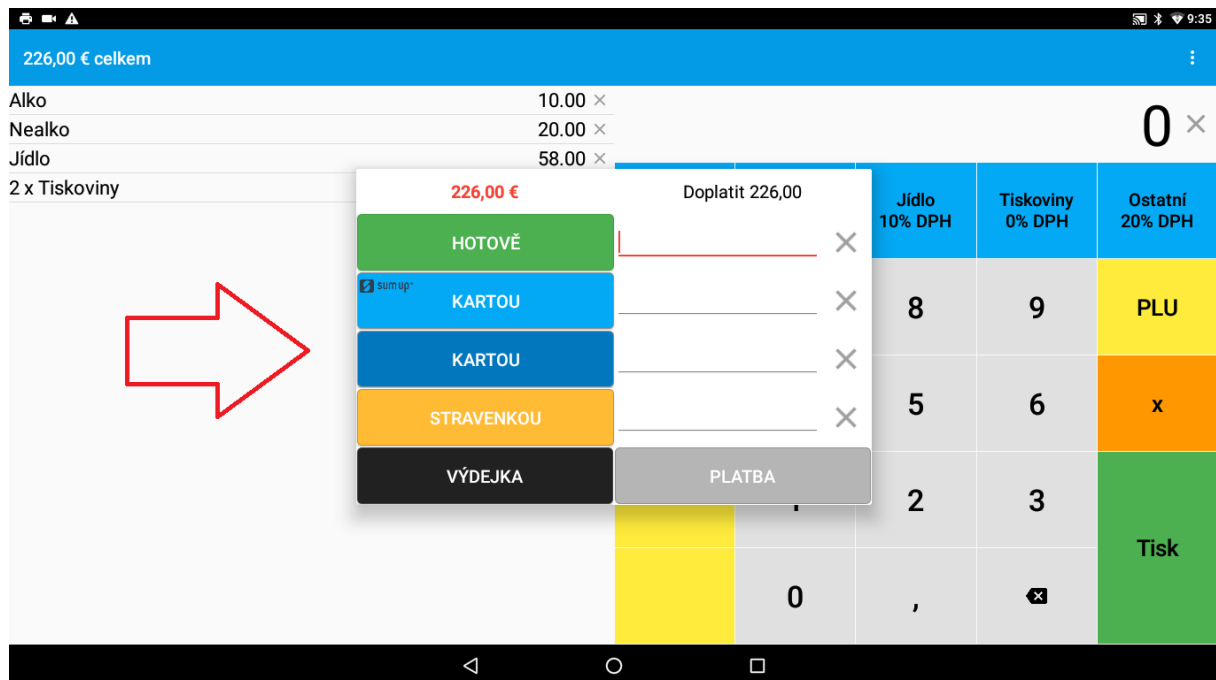 9:35
226,00 € celkem
Alko 10.00 ×
Nealko 20.00 ×
Jídlo 58.00 ×
2 x Tiskoviny
0 ×
Jídlo
10% DPH
Tiskoviny
0% DPH
Ostatní
20% DPH
226,00 €
Doplatit 226,00
HOTOVĚ
sumup
KARTOU
KARTOU
STRAVENKOU
VÝDEJKA
PLATBA
8
9
PLU
5
6
x
2
3
Tisk
0
,